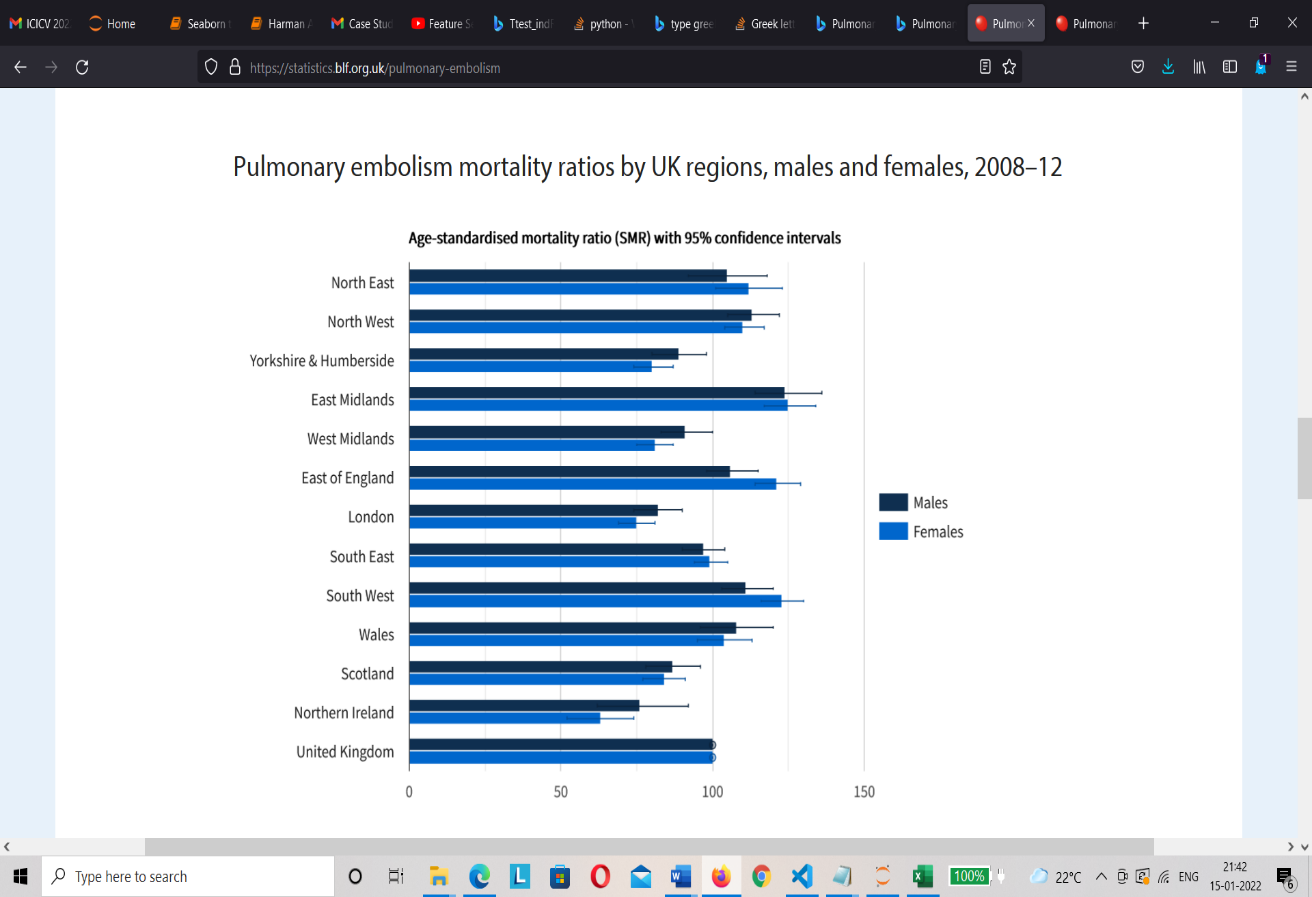 ICICV 202
Home
Seaborn
Harman
Case Stud
Feature S
Ttest_ind
python -
type gree
Greek lett
Pulmonar
Pulmonar
Pulmon
Pulmonar
https://statistics.blf.org.uk/pulmonary-embolism
1
Pulmonary embolism mortality ratios by UK regions, males and females, 2008–12
Age-standardised mortality ratio (SMR) with 95% confidence intervals
North East
North West
Yorkshire & Humberside
East Midlands
West Midlands
East of England
London
South East
South West
Wales
Scotland
Northern Ireland
United Kingdom
0 50 100 150
Males
Females
Type here to search
100%
22°C
ENG
21:42
15-01-2022
6